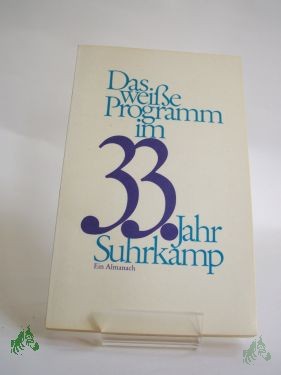 Das
weiße
Programm
im
33.
Jahr
Suhrkamp
Ein Almanach